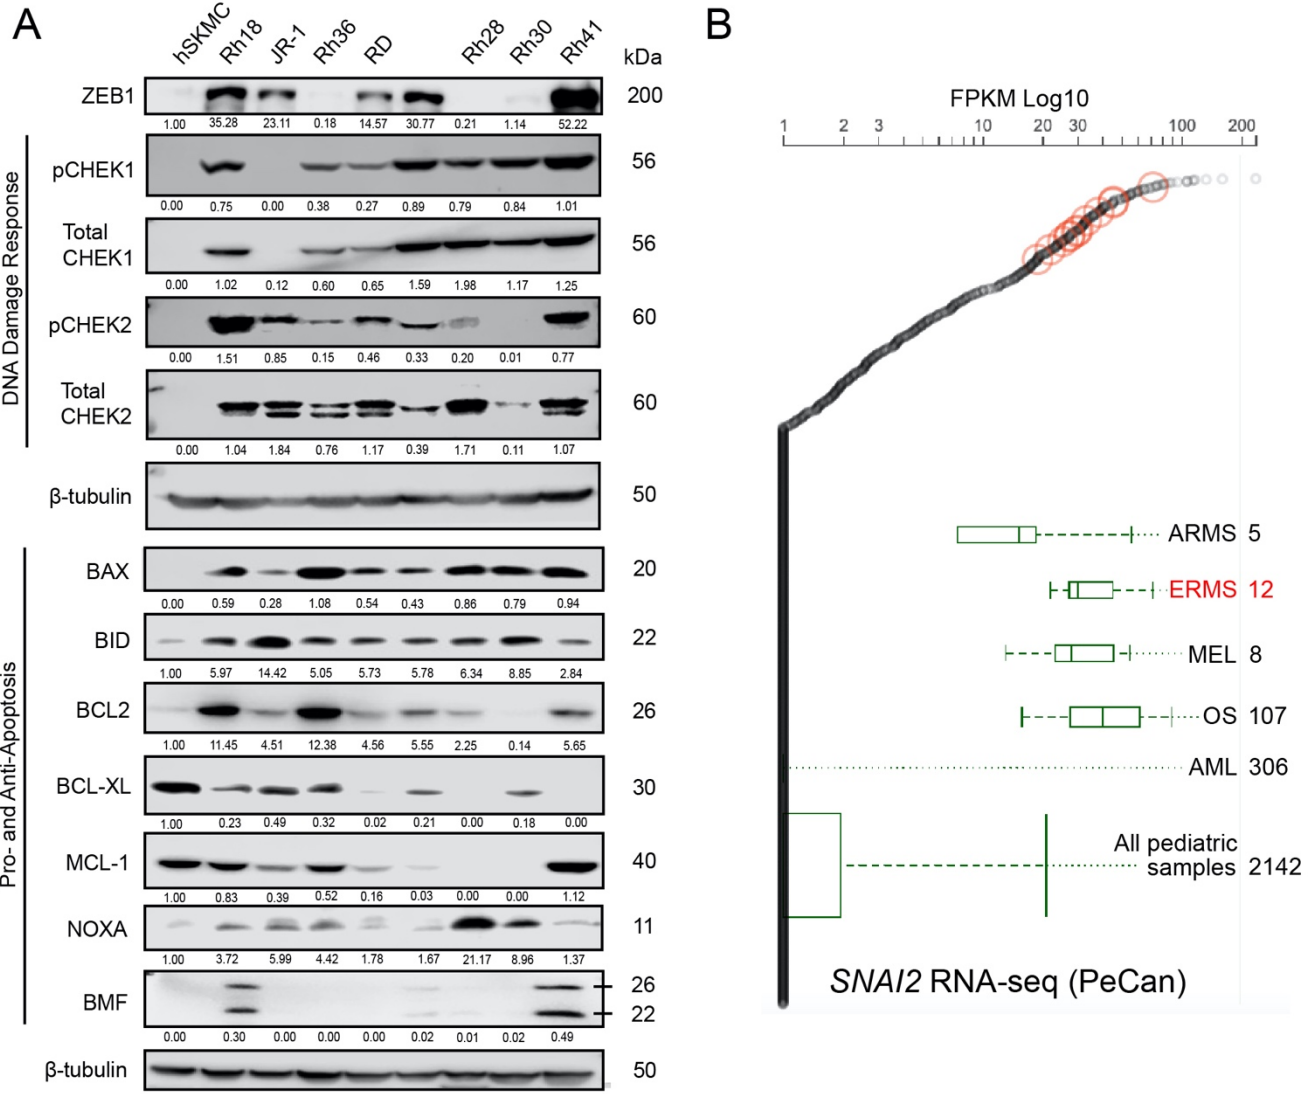 A
hSKMC Rh18 JR-1 Rh36 RD Rh28 Rh30 Rh41
kDa
ZEB1 200
1.00 35.28 23.11 0.18 14.57 30.77 0.21 1.14 52.22
DNA Damage Response
pCHEK1 56
0.00 0.75 0.00 0.38 0.27 0.89 0.79 0.84 1.01
Total
CHEK1 56
0.00 1.02 0.12 0.60 0.65 1.59 1.98 1.17 1.25
pCHEK2 60
0.00 1.51 0.85 0.15 0.46 0.33 0.20 0.01 0.77
Total
CHEK2 60
0.00 1.04 1.84 0.76 1.17 0.39 1.71 0.11 1.07
β-tubulin 50
Pro- and Anti-Apoptosis
BAX 20
0.00 0.59 0.28 1.08 0.54 0.43 0.86 0.79 0.94
BID 22
1.00 5.97 14.42 5.05 5.73 5.78 6.34 8.85 2.84
BCL2 26
1.00 11.45 4.51 12.38 4.56 5.55 2.25 0.14 5.65
BCL-XL 30
1.00 0.23 0.49 0.32 0.02 0.21 0.00 0.18 0.00
MCL-1 40
1.00 0.83 0.39 0.52 0.16 0.03 0.00 0.00 1.12
NOXA 11
1.00 3.72 5.99 4.42 1.78 1.67 21.17 8.96 1.37
BMF 26
22
0.00 0.30 0.00 0.00 0.00 0.02 0.01 0.02 0.49
β-tubulin 50
B
FPKM Log10
1 2 3 10 20 30 100 200
ARMS 5
ERMS 12
MEL 8
OS 107
AML 306
All pediatric
samples 2142
SNAI2 RNA-seq (PeCan)